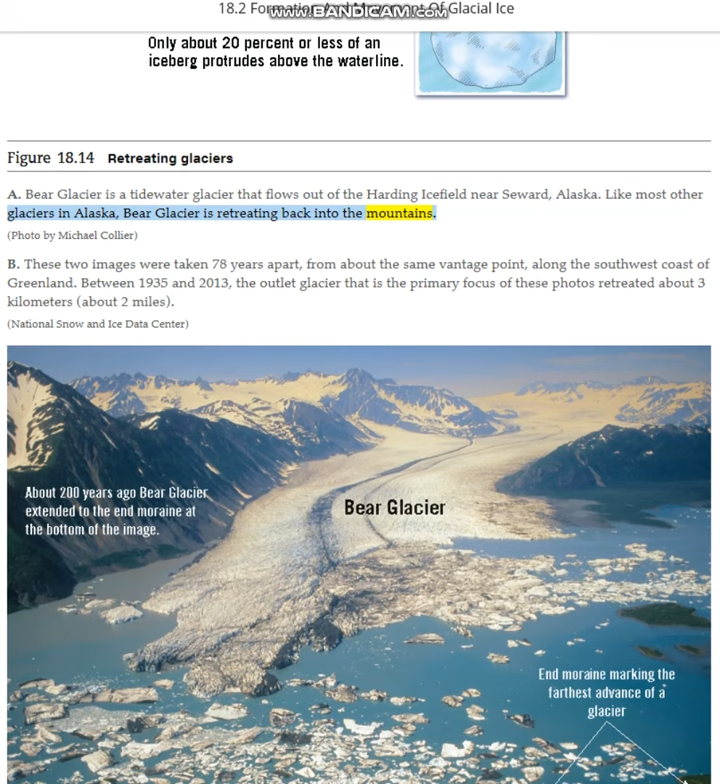 18.2 Formation And Movement Of Glacial Ice
www.BANDICAM.com
Only about 20 percent or less of an
iceberg protrudes above the waterline.
Figure 18.14 Retreating glaciers
A. Bear Glacier is a tidewater glacier that flows out of the Harding Icefield near Seward, Alaska. Like most other
glaciers in Alaska, Bear Glacier is retreating back into the mountains.
(Photo by Michael Collier)
B. These two images were taken 78 years apart, from about the same vantage point, along the southwest coast of
Greenland. Between 1935 and 2013, the outlet glacier that is the primary focus of these photos retreated about 3
kilometers (about 2 miles).
(National Snow and Ice Data Center)
About 200 years ago Bear Glacier
extended to the end moraine at
the bottom of the image.
Bear Glacier
End moraine marking the
farthest advance of a
glacier